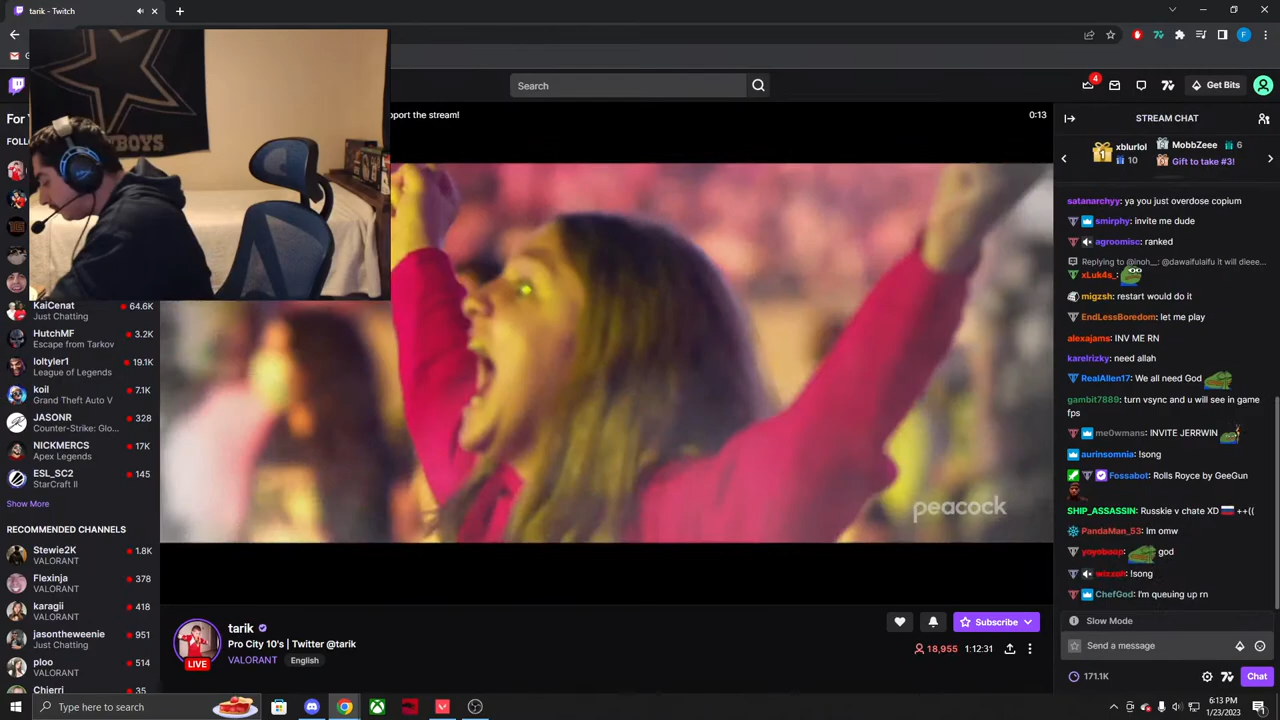 tarik - Twitch
Search
4
Get Bits
pport the stream!
0:13
STREAM CHAT
For
FOLL
xblurlol
10
MobbZeee 6
Gift to take #3!
satanarchyy: ya you just overdose copium
smirphy: invite me dude
agroomisc: ranked
xLuk4s_:
migzsh: restart would do it
EndLessBoredom: let me play
alexajams: INV ME RN
karelrizky: need allah
RealAllen17: We all need God
gambit7889: turn vsync and u will see in game
fps
me0wmans: INVITE JERRWIN
aurinsomnia: !song
Fossabot: Rolls Royce by GeeGun
SHIP_ASSASSIN: Russkie v chate XD ++((
PandaMan_53: Im omw
god
!song
ChefGod: I'm queuing up rn
Slow Mode
Send a message
171.1K
Chat
KaiCenat 64.6K
Just Chatting
HutchMF 3.2K
Escape from Tarkov
loltyler1 19.1K
League of Legends
koil 7.1K
Grand Theft Auto V
JASONR 328
Counter-Strike: Glo...
NICKMERCS 17K
Apex Legends
ESL_SC2 145
StarCraft II
Show More
RECOMMENDED CHANNELS
Stewie2K 1.8K
VALORANT
Flexinja 378
VALORANT
karagii 418
VALORANT
jasontheweenie 951
Just Chatting
ploo 514
VALORANT
Chierri 35
peacock
tarik
Pro City 10's | Twitter @tarik
VALORANT English
LIVE
Subscribe
18,955 1:12:31
Type here to search
6:13 PM
1/23/2023